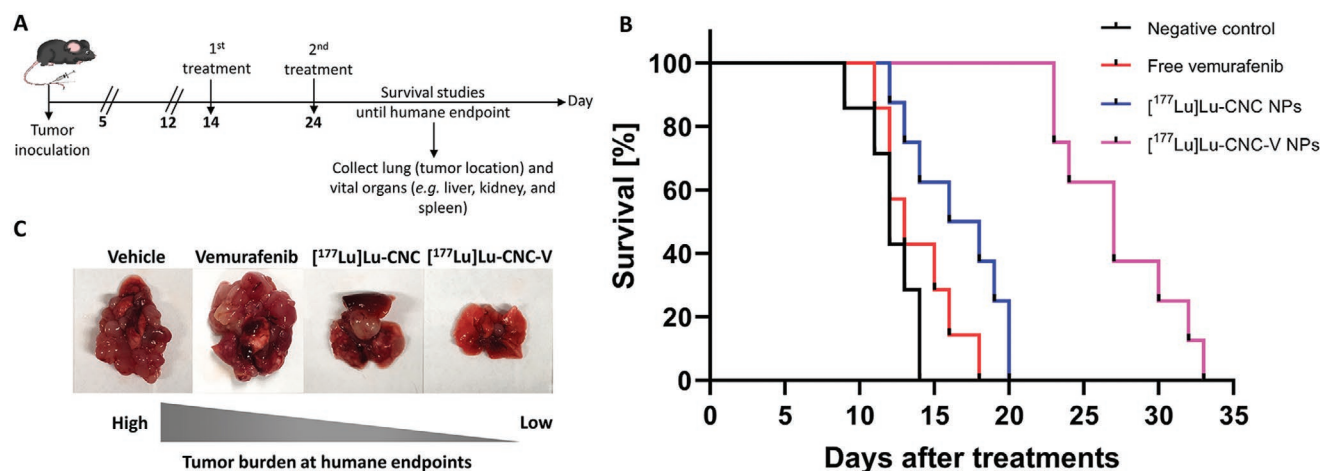 A
1st
treatment
2nd
treatment
Survival studies
until humane endpoint
Day
5
12
14
24
Tumor
inoculation
Collect lung (tumor location) and
vital organs (e.g. liver, kidney, and
spleen)
C
Vehicle Vemurafenib [177Lu]Lu-CNC [177Lu]Lu-CNC-V
High
Low
Tumor burden at humane endpoints
B
Negative control
Free vemurafenib
[177Lu]Lu-CNC NPs
[177Lu]Lu-CNC-V NPs
Survival [%]
100
80
60
40
20
0
0 5 10 15 20 25 30 35
Days after treatments